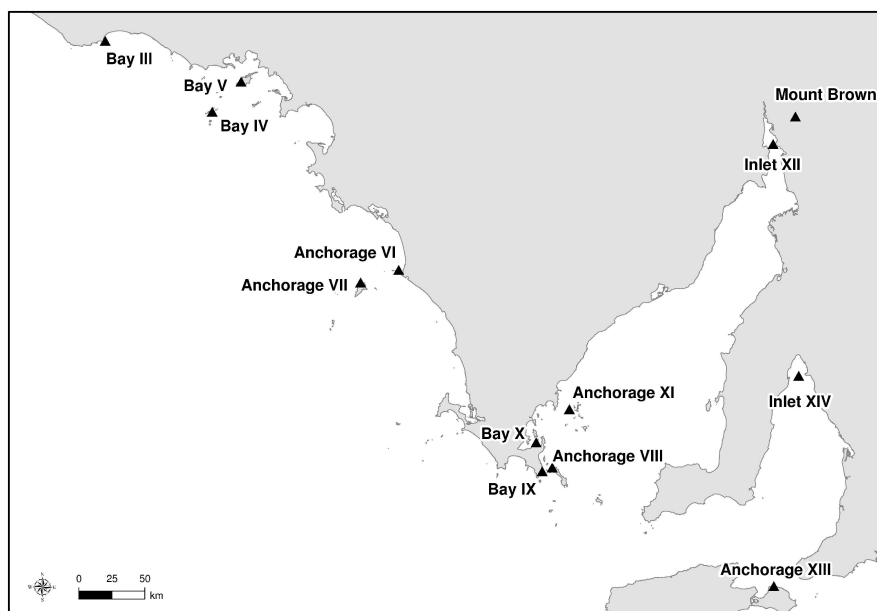 Bay III
Bay V
Bay IV
Mount Brown
Inlet XII
Anchorage VI
Anchorage VII
Anchorage XI
Inlet XIV
Bay X
Anchorage VIII
Bay IX
Anchorage XIII
0 25 50
km